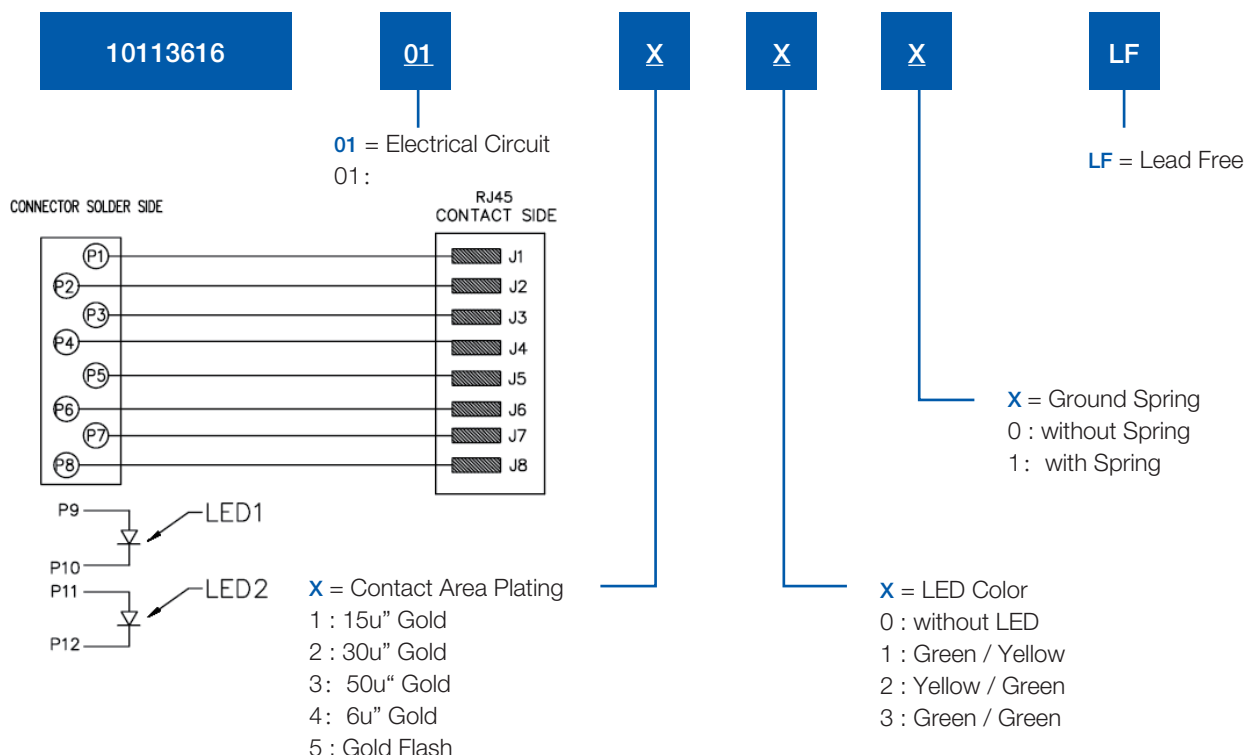 10113616 01 X X X LF
01 = Electrical Circuit
01:
LF = Lead Free
CONNECTOR SOLDER SIDE
RJ45
CONTACT SIDE
P1 J1
P2 J2
P3 J3
P4 J4
P5 J5
P6 J6
P7 J7
P8 J8
X = Ground Spring
0 : without Spring
1: with Spring
P9
LED1
P10
P11
LED2
P12
X = Contact Area Plating
1 : 15u” Gold
2 : 30u” Gold
3: 50u“ Gold
4: 6u” Gold
5 : Gold Flash
X = LED Color
0 : without LED
1 : Green / Yellow
2 : Yellow / Green
3 : Green / Green